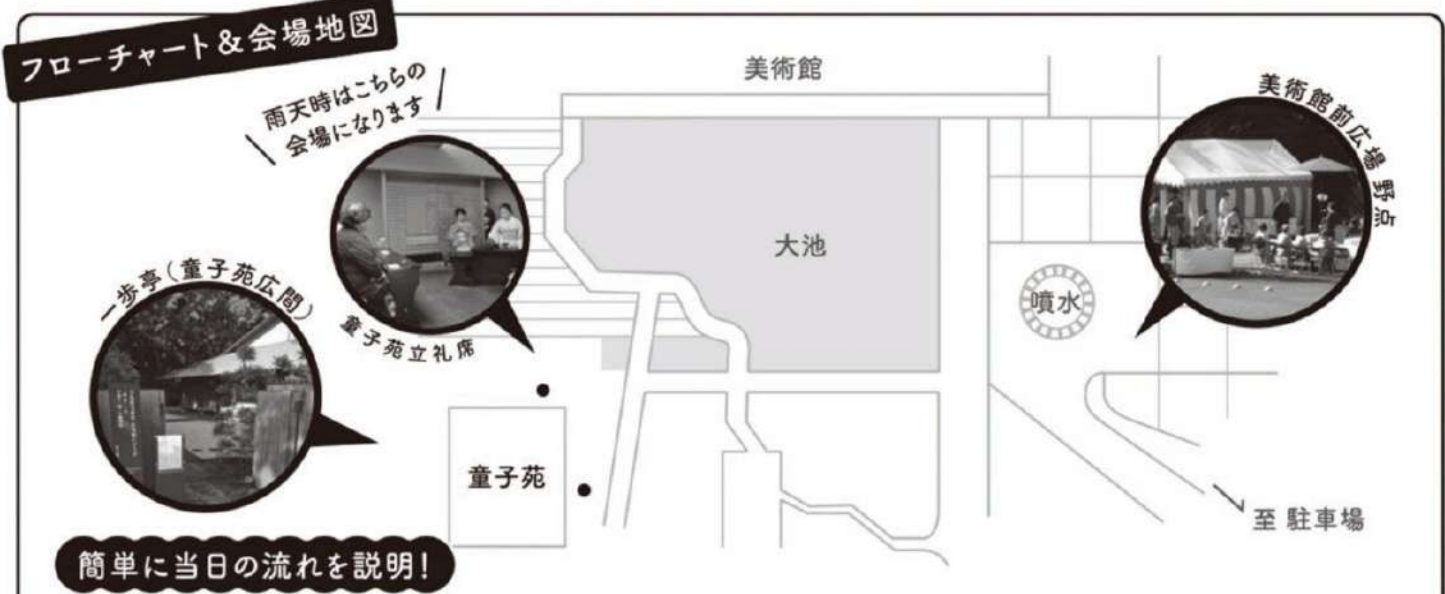 フローチャート&会場地図
雨天時はこちらの
会場になります
美術館
美術館前広場 野点
大池
噴水
一歩亭(童子苑広間)
童子苑立礼席
童子苑
至 駐車場
簡単に当日の流れを説明!